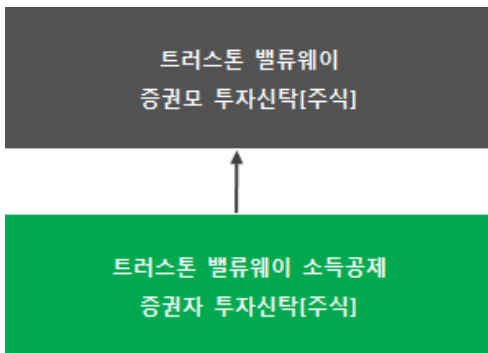 트러스톤 밸류웨이
증권모 투자신탁[주식]
트러스톤 밸류웨이 소득공제
증권자 투자신탁[주식]